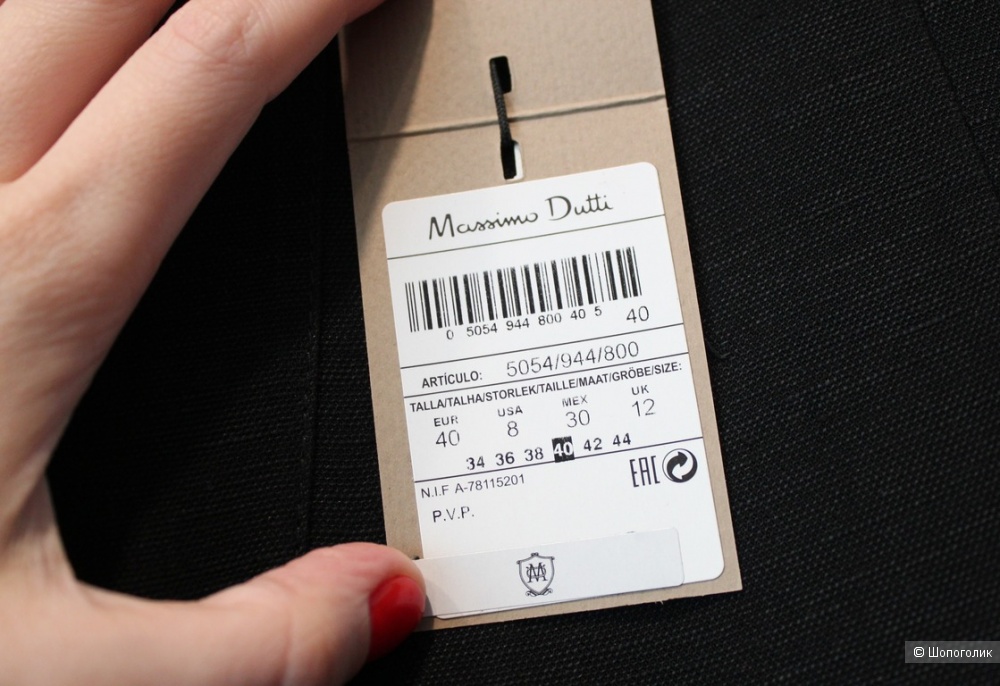 Massimo Dutti
0 5054 944 800 40 5 40
ARTÍCULO: 5054/944/800
TALLA/TALHA/STORLEK/TAILLE/MAAT/GRÖBE/SIZE:
EUR USA MEX UK
40 8 30 12
34 36 38 40 42 44
N.I.F A-78115201
EAC
P.V.P.
MD
© Шопоголик